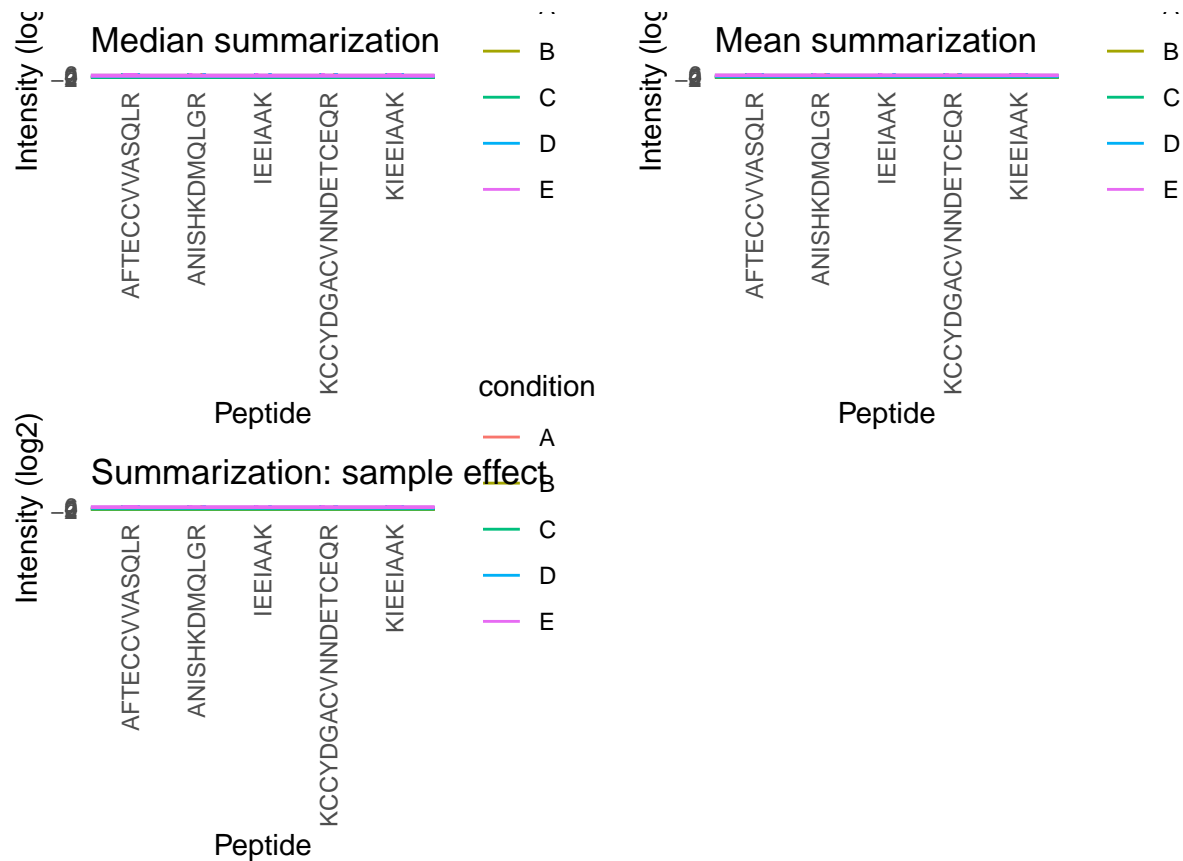 Median summarization
Intensity (log
B
C
D
E
AFTECCVVASQLR
ANISHKDMQLGR
IEEIAAK
KCCYDGACVNNDETCEQR
KIEEIAAK
Peptide
Mean summarization
Intensity (log
B
C
D
E
AFTECCVVASQLR
ANISHKDMQLGR
IEEIAAK
KCCYDGACVNNDETCEQR
KIEEIAAK
Peptide
Summarization: sample effect
Intensity (log2)
condition
A
B
C
D
E
AFTECCVVASQLR
ANISHKDMQLGR
IEEIAAK
KCCYDGACVNNDETCEQR
KIEEIAAK
Peptide